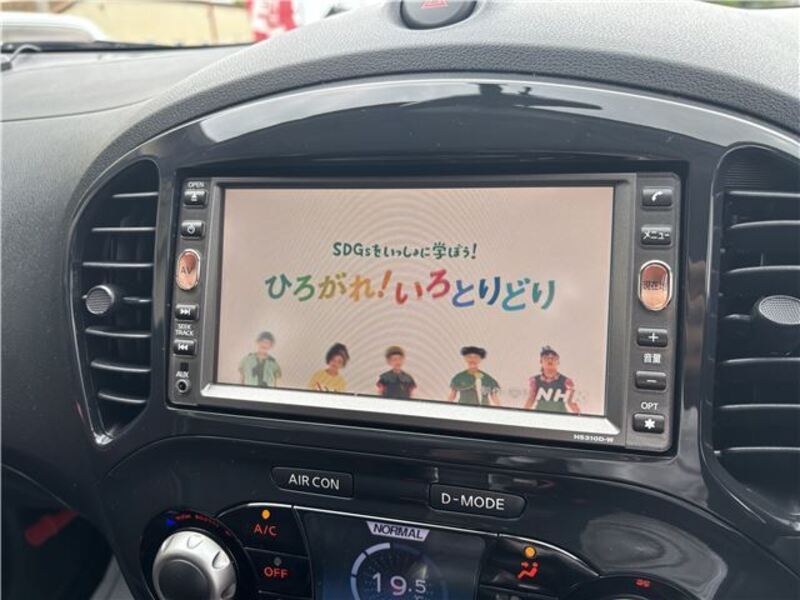 OPEN
AV
SEEK
TRACK
AUX
SDGsをいっしょに学ぼう!
ひろがれ!いろとりどり
NHK
メニュー
現在地
+
音量
−
OPT
*
HS310D-W
AIR CON
D-MODE
A/C
OFF
NORMAL
19.5